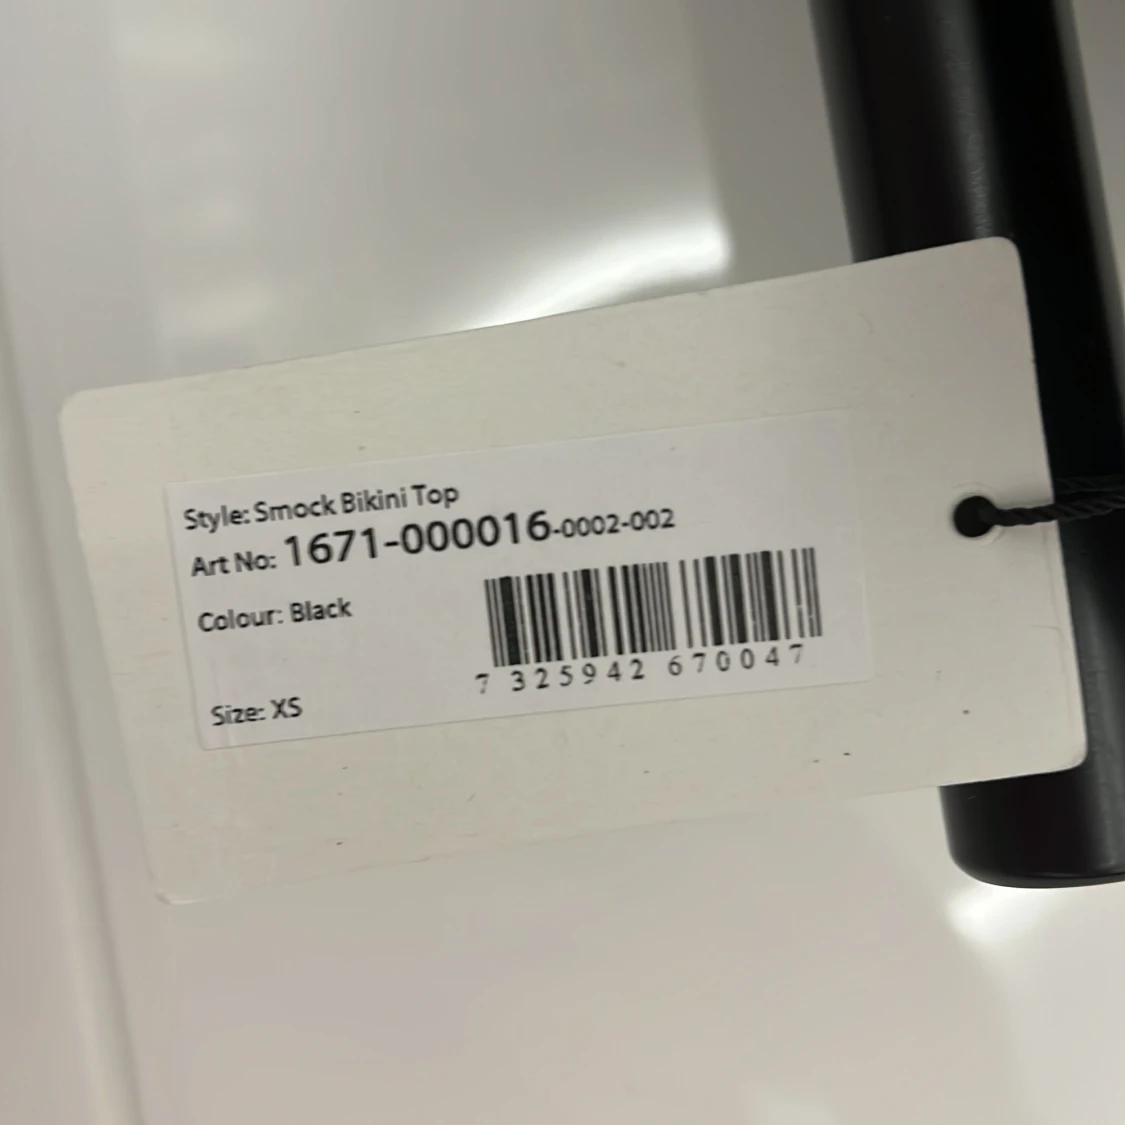 Style: Smock Bikini Top
Art No: 1671-000016-0002-002
Colour: Black
7 325942 670047
Size: XS